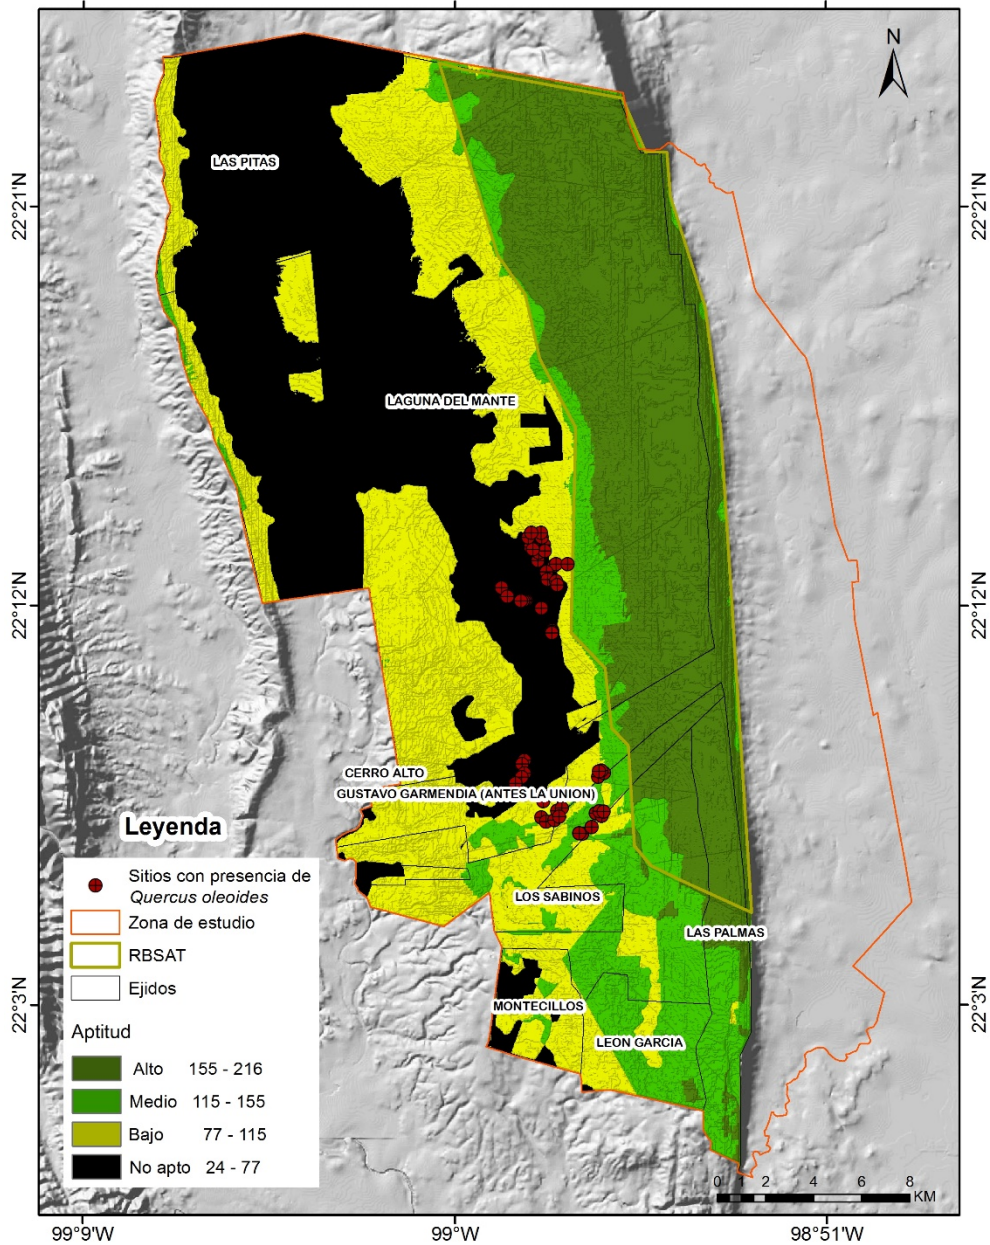 N
22°21'N
22°21'N
LAS PITAS
LAGUNA DEL MANTE
22°12'N
22°12'N
CERRO ALTO
GUSTAVO GARMENDIA (ANTES LA UNION)
LOS SABINOS
LAS PALMAS
22°3'N
22°3'N
MONTECILLOS
LEON GARCIA
Leyenda
Sitios con presencia de
Quercus oleoides
Zona de estudio
RBSAT
Ejidos
Aptitud
Alto 155 - 216
Medio 115 - 155
Bajo 77 - 115
No apto 24 - 77
0 1 2 4 6 8
KM
99°9'W
99°W
98°51'W